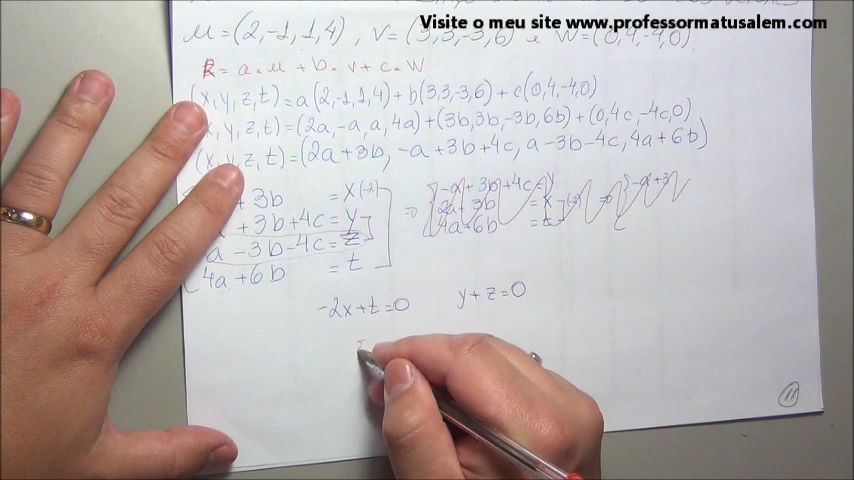 Visite o meu site www.professormatusalem.com
u = (2,-1,1,4) , V = (3,3,-3,6) e W = (0,4,-4,0)
R = a.u + b.v + c.w
(x,y,z,t) = a(2,-1,1,4) + b(3,3,-3,6) + c(0,4,-4,0)
x,y,z,t) = (2a,-a,a,4a) + (3b,3b,-3b,6b) + (0,4c,-4c,0)
(x,y,z,t) = (2a+3b, -a+3b+4c, a-3b-4c, 4a+6b)
+ 3b = x (-2)
+ 3b + 4c = y
a - 3b - 4c = z
4a + 6b = t
⇒ { -a + 3b + 4c = y
2a + 3b = x (-2)
4a + 6b = t
⇒ { -a + 3
-2x + t = 0 y + z = 0
11